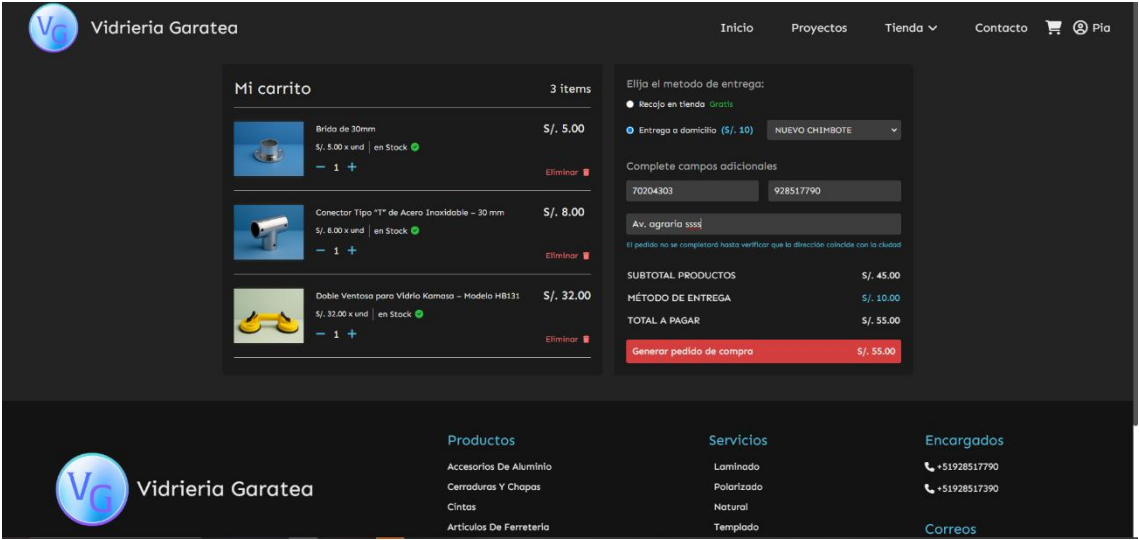 VG
Vidrieria Garatea
Inicio
Proyectos
Tienda
Contacto
Pia
Mi carrito
3 items
Brida de 30mm
S/. 5.00
S/. 5.00 x und | en Stock
− 1 +
Eliminar
Conector Tipo "T" de Acero Inoxidable – 30 mm
S/. 8.00
S/. 8.00 x und | en Stock
− 1 +
Eliminar
Doble Ventosa para Vidrio Kamasa – Modelo HB131
S/. 32.00
S/. 32.00 x und | en Stock
− 1 +
Eliminar
Elija el metodo de entrega:
Recojo en tienda Gratis
Entrega a domicilio (S/. 10)
NUEVO CHIMBOTE
Complete campos adicionales
70204303
928517790
Av. agraria ssss
El pedido no se completará hasta verificar que la dirección coincide con la ciudad
SUBTOTAL PRODUCTOS S/. 45.00
MÉTODO DE ENTREGA S/. 10.00
TOTAL A PAGAR S/. 55.00
Generar pedido de compra S/. 55.00
VG
Vidrieria Garatea
Productos
Accesorios De Aluminio
Cerraduras Y Chapas
Cintas
Articulos De Ferreteria
Servicios
Laminado
Polarizado
Natural
Templado
Encargados
+51928517790
+51928517390
Correos